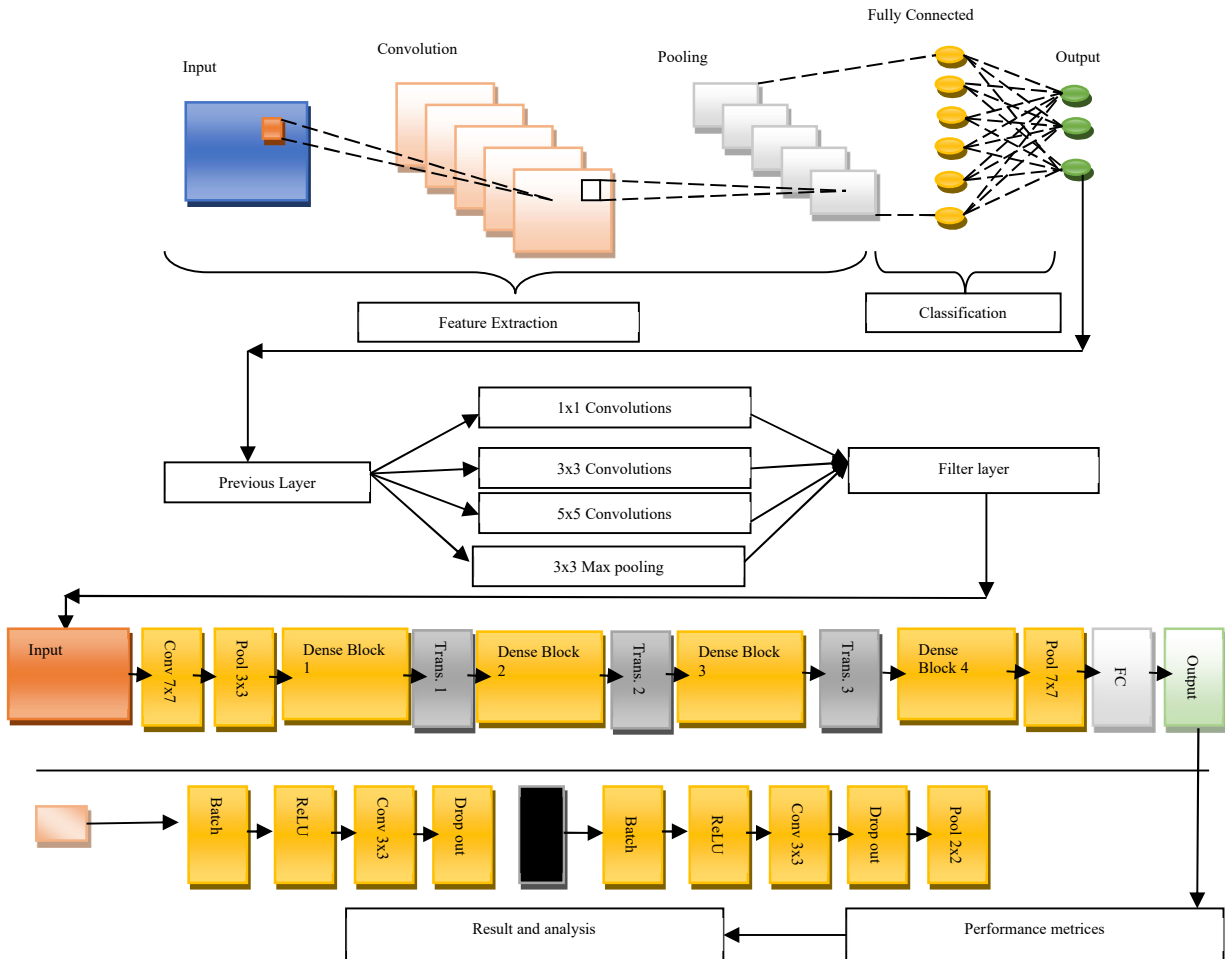 Fully Connected
Convolution
Pooling
Output
Input
Feature Extraction
Classification
1x1 Convolutions
3x3 Convolutions
Previous Layer
Filter layer
5x5 Convolutions
3x3 Max pooling
Input
Conv 7x7
Pool 3x3
Dense Block
1
Trans. 1
Dense Block
2
Trans. 2
Dense Block
3
Trans. 3
Dense
Block 4
Pool 7x7
FC
Output
Batch
ReLU
Conv 3x3
Drop out
Batch
ReLU
Conv 3x3
Drop out
Pool 2x2
Result and analysis
Performance metrices